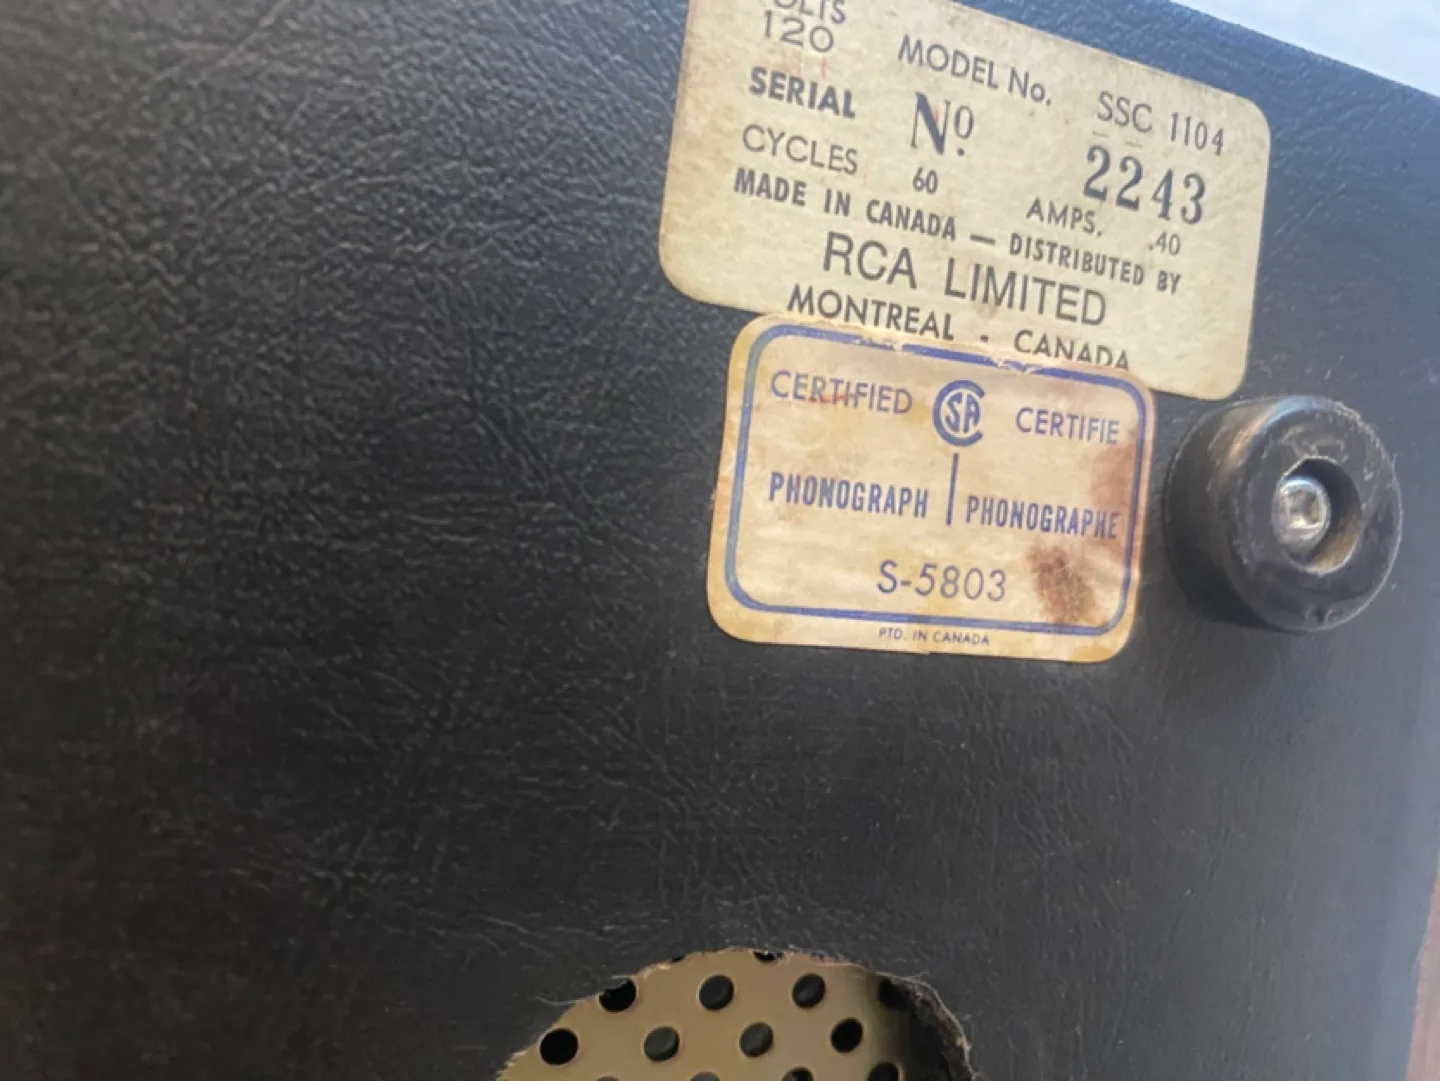 120 MODEL No. SSC 1104
SERIAL No. 2243
CYCLES 60 AMPS. .40
MADE IN CANADA — DISTRIBUTED BY
RCA LIMITED
MONTREAL - CANADA
CERTIFIED CSA CERTIFIE
PHONOGRAPH | PHONOGRAPHE
S-5803
PTD. IN CANADA